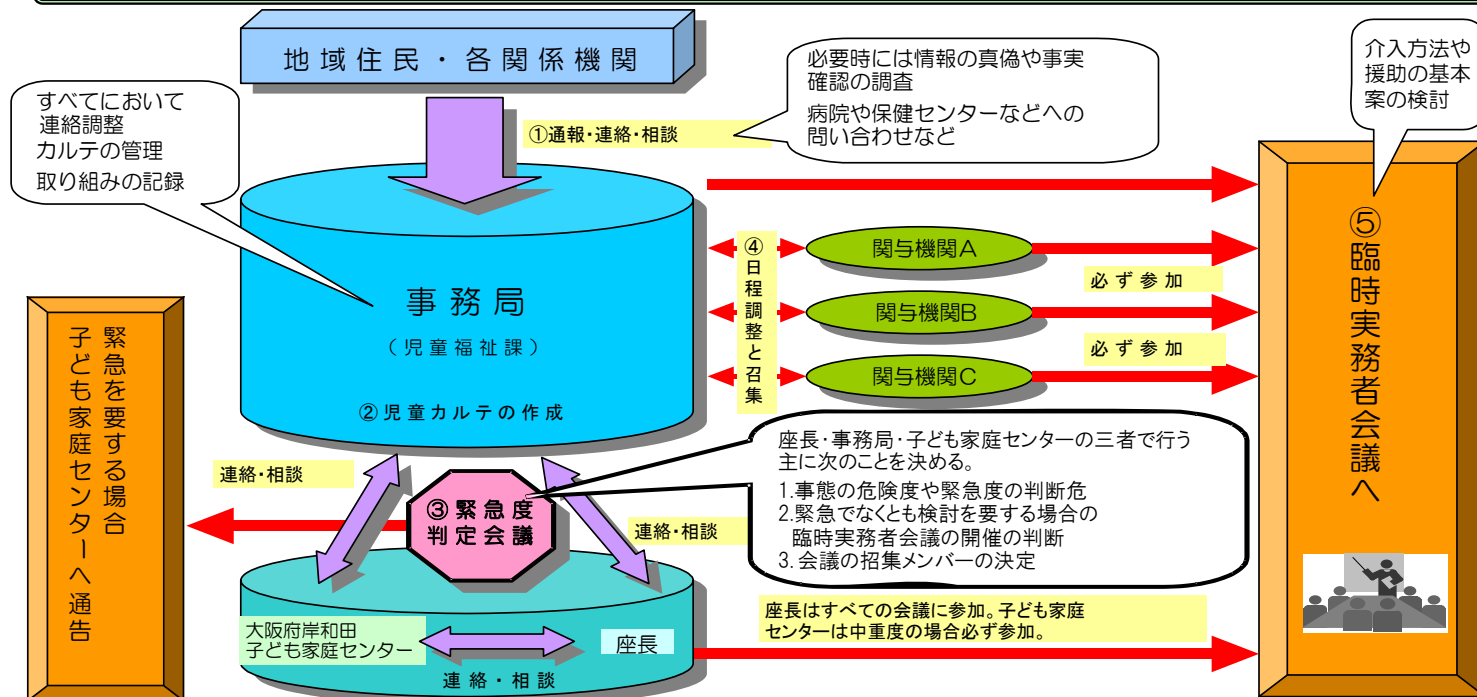 地域住民・各関係機関
すべてにおいて
連絡調整
カルテの管理
取り組みの記録
①通報・連絡・相談
必要時には情報の真偽や事実
確認の調査
病院や保健センターなどへの
問い合わせなど
介入方法や
援助の基本
案の検討
事務局
(児童福祉課)
②児童カルテの作成
④日程調整と召集
関与機関A
必ず参加
関与機関B
必ず参加
関与機関C
⑤臨時実務者会議へ
緊急を要する場合
子ども家庭センターへ通告
連絡・相談
③緊急度
判定会議
連絡・相談
座長・事務局・子ども家庭センターの三者で行う
主に次のことを決める。
1.事態の危険度や緊急度の判断危
2.緊急でなくとも検討を要する場合の
臨時実務者会議の開催の判断
3.会議の招集メンバーの決定
座長はすべての会議に参加。子ども家庭
センターは中重度の場合必ず参加。
大阪府岸和田
子ども家庭センター
座長
連絡・相談